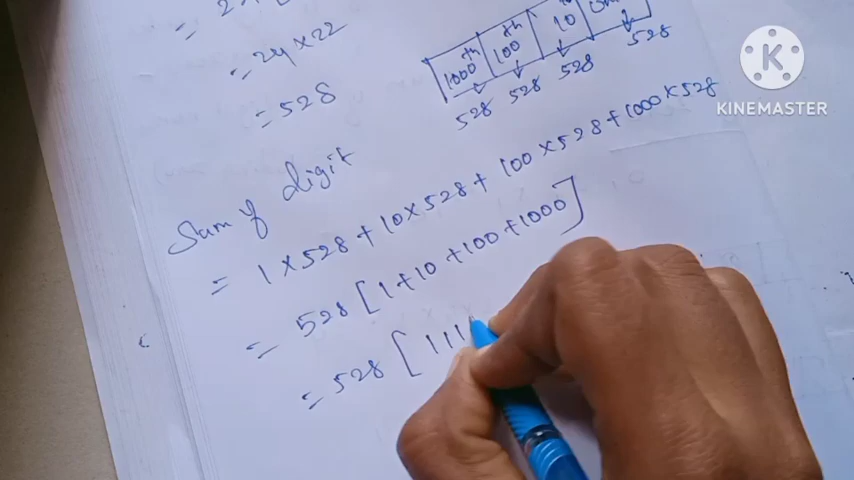 = 24 × 22
= 528
1000th 100th 10
528 528 528 528
K
KINEMASTER
Sum of digit
= 1 × 528 + 10 × 528 + 100 × 528 + 1000 × 528
= 528 [1 + 10 + 100 + 1000]
= 528 [ 111